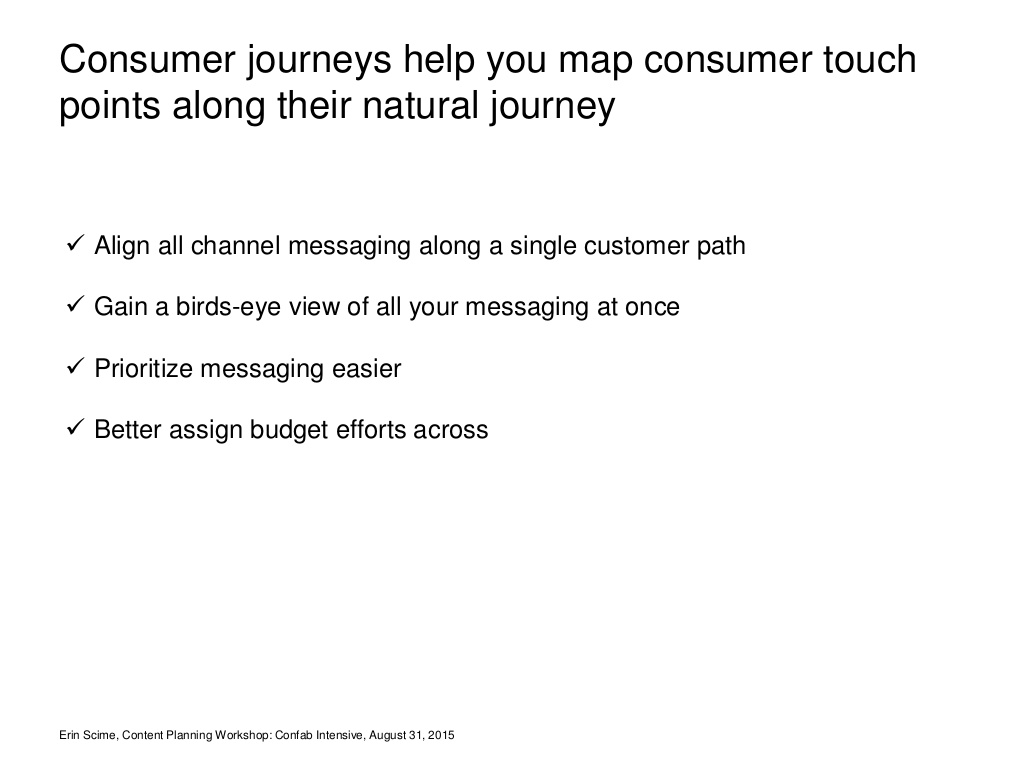 Consumer journeys help you map consumer touch
points along their natural journey
✓ Align all channel messaging along a single customer path
✓ Gain a birds-eye view of all your messaging at once
✓ Prioritize messaging easier
✓ Better assign budget efforts across
Erin Scime, Content Planning Workshop: Confab Intensive, August 31, 2015